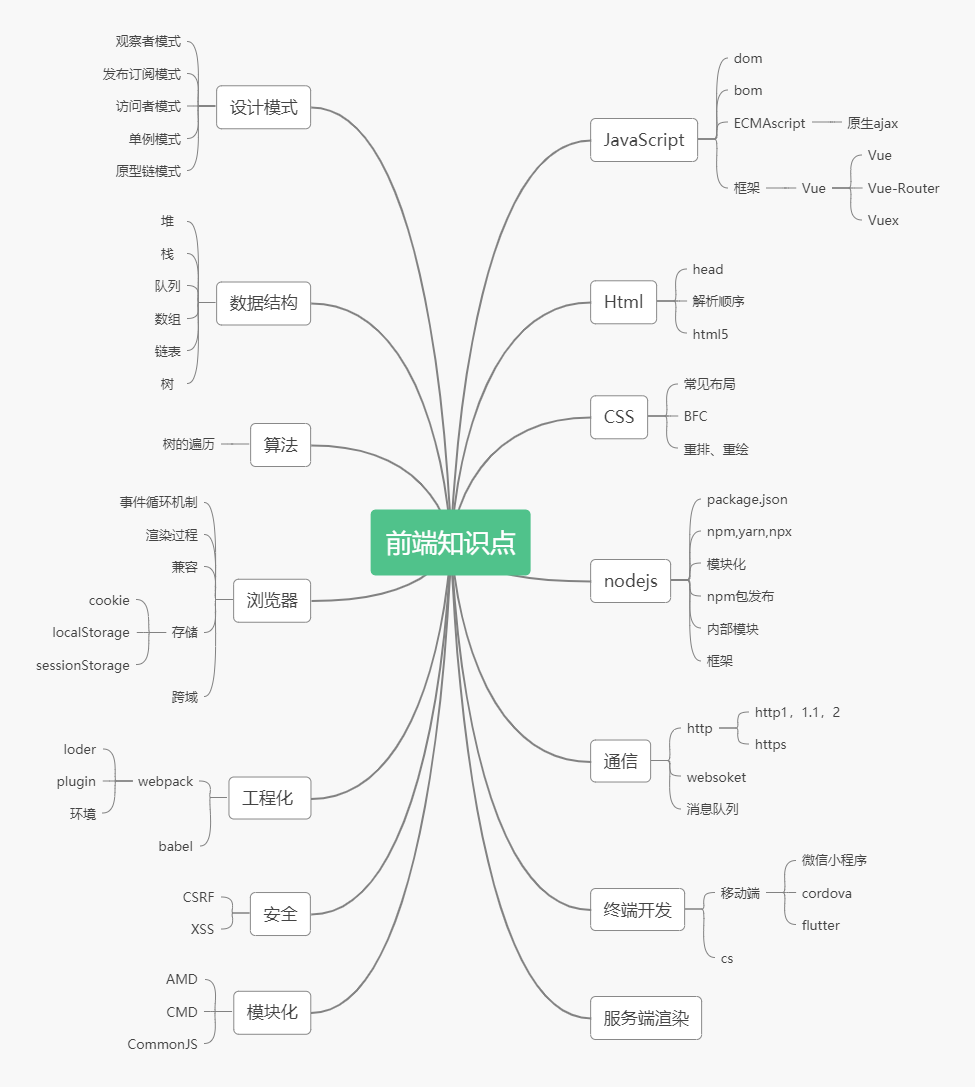 前端知识点
设计模式
观察者模式
发布订阅模式
访问者模式
单例模式
原型链模式
数据结构
堆
栈
队列
数组
链表
树
算法
树的遍历
浏览器
事件循环机制
渲染过程
兼容
存储
cookie
localStorage
sessionStorage
跨域
工程化
webpack
loder
plugin
环境
babel
安全
CSRF
XSS
模块化
AMD
CMD
CommonJS
JavaScript
dom
bom
ECMAscript
原生ajax
框架
Vue
Vue
Vue-Router
Vuex
Html
head
解析顺序
html5
CSS
常见布局
BFC
重排、重绘
nodejs
package.json
npm,yarn,npx
模块化
npm包发布
内部模块
框架
通信
http
http1，1.1，2
https
websoket
消息队列
终端开发
移动端
微信小程序
cordova
flutter
cs
服务端渲染